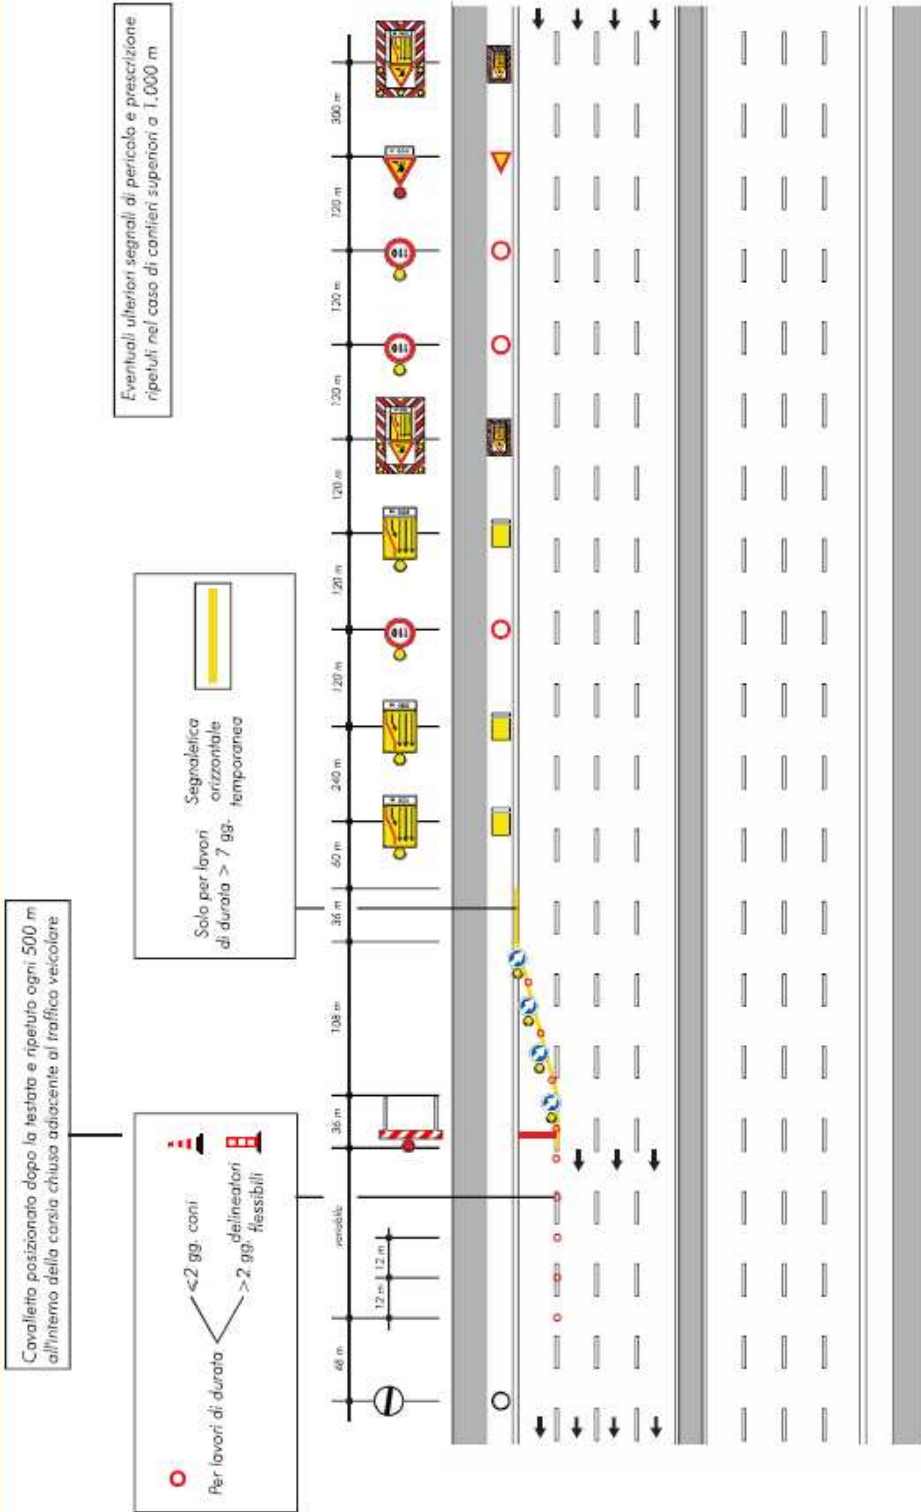 Cavalletto posizionato dopo la testata e ripetuto ogni 500 m
all'interno della corsia chiusa adiacente al traffico veicolare
Per lavori di durata
<2 gg. coni
>2 gg. delineatori
flessibili
Solo per lavori
di durata > 7 gg.
Segnaletica
orizzontale
temporanea
Eventuali ulteriori segnali di pericolo e prescrizione
ripetuti nel caso di cantieri superiori a 1.000 m
48 m
12 m
12 m
variabile
36 m
108 m
36 m
60 m
240 m
120 m
120 m
120 m
120 m
120 m
120 m
300 m
110
110
110